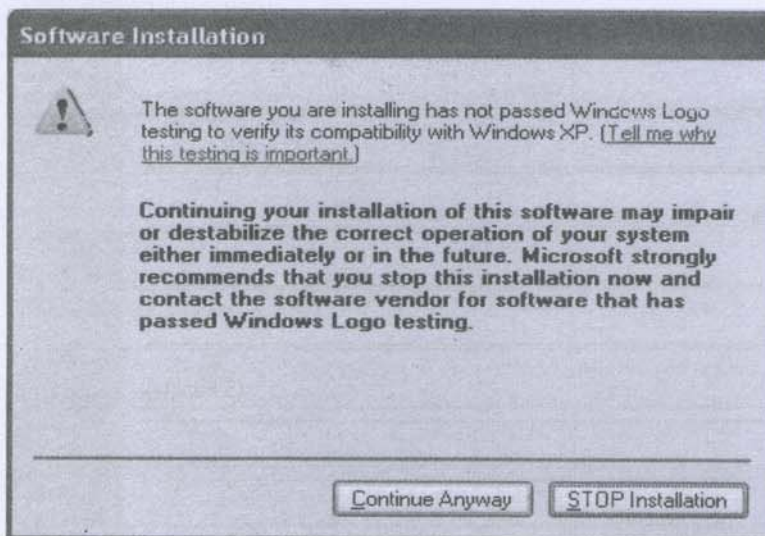 Software Installation
The software you are installing has not passed Windows Logo
testing to verify its compatibility with Windows XP. (Tell me why
this testing is important.)
Continuing your installation of this software may impair
or destabilize the correct operation of your system
either immediately or in the future. Microsoft strongly
recommends that you stop this installation now and
contact the software vendor for software that has
passed Windows Logo testing.
Continue Anyway
STOP Installation